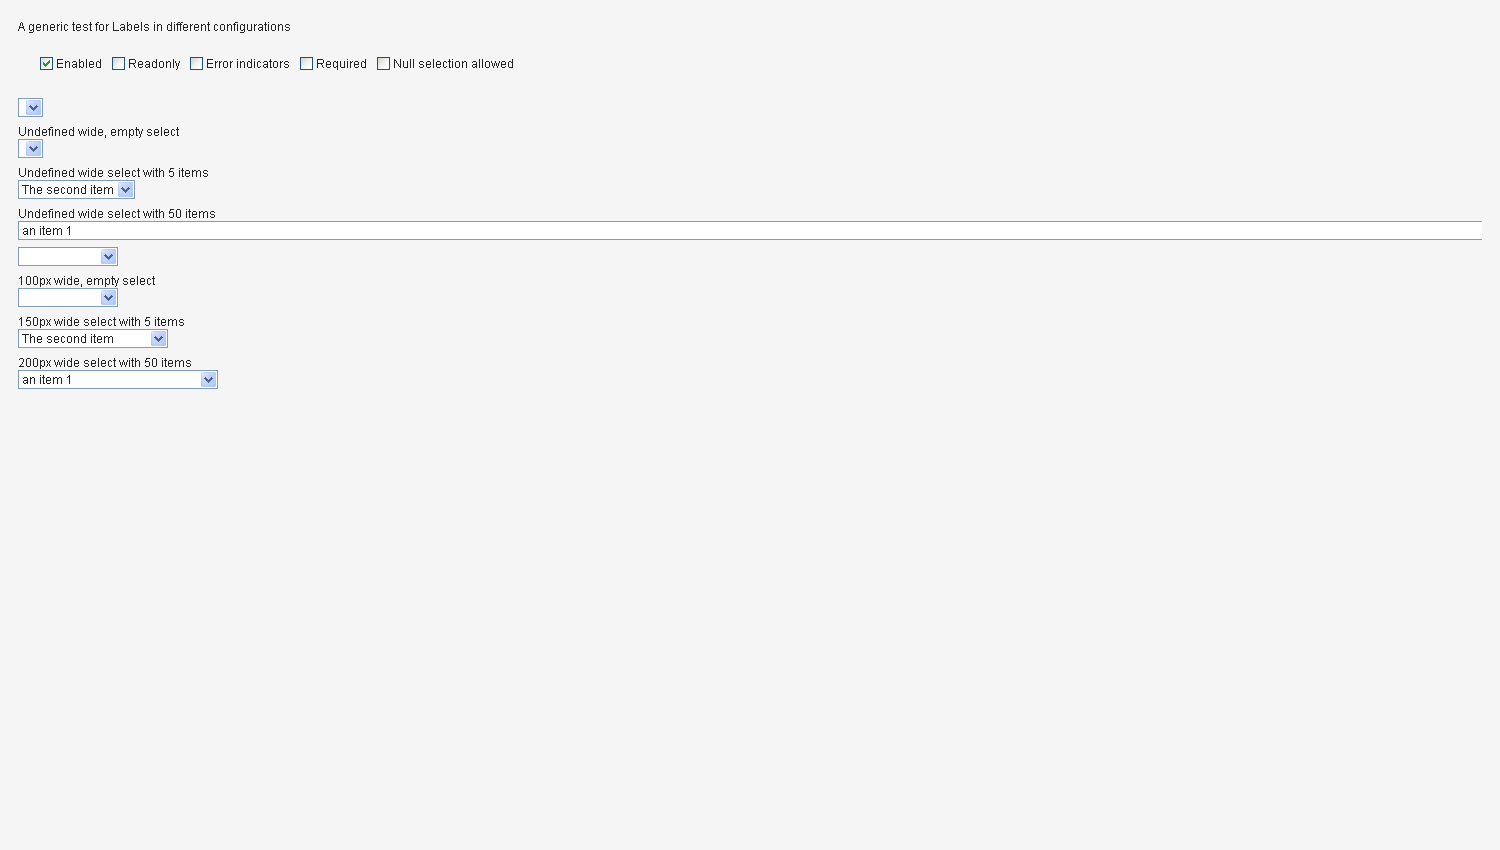 A generic test for Labels in different configurations
Enabled Readonly Error indicators Required Null selection allowed
Undefined wide, empty select
Undefined wide select with 5 items
The second item
Undefined wide select with 50 items
an item 1
100px wide, empty select
150px wide select with 5 items
The second item
200px wide select with 50 items
an item 1